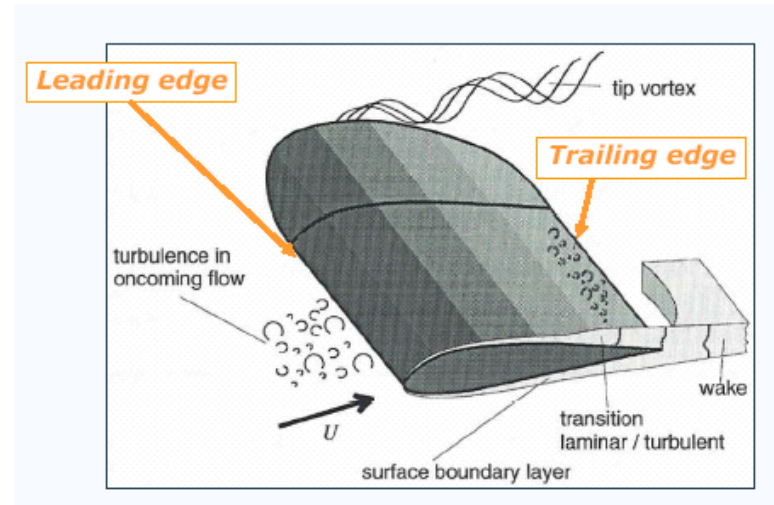 Leading edge
tip vortex
Trailing edge
turbulence in
oncoming flow
U
wake
transition
laminar / turbulent
surface boundary layer